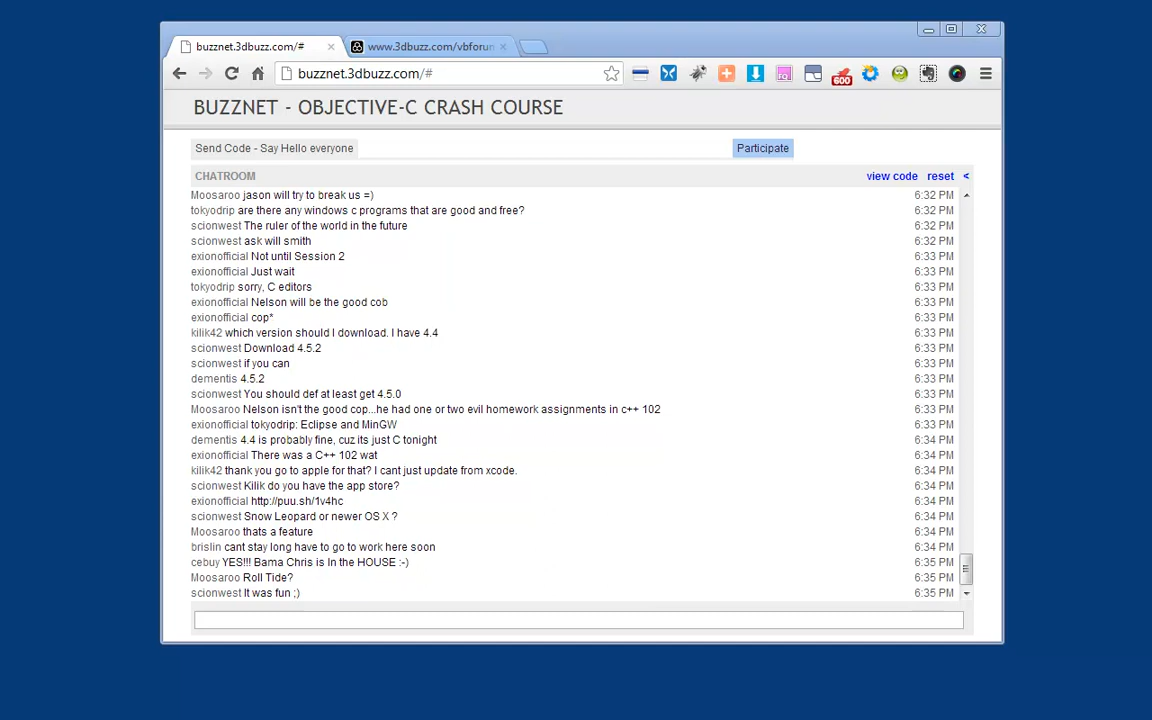 buzznet.3dbuzz.com/#
www.3dbuzz.com/vbforun
buzznet.3dbuzz.com/#
600
BUZZNET - OBJECTIVE-C CRASH COURSE
Send Code - Say Hello everyone
Participate
CHATROOM view code reset <
Moosaroo jason will try to break us =) 6:32 PM
tokyodrip are there any windows c programs that are good and free? 6:32 PM
scionwest The ruler of the world in the future 6:32 PM
scionwest ask will smith 6:32 PM
exionofficial Not until Session 2 6:33 PM
exionofficial Just wait 6:33 PM
tokyodrip sorry, C editors 6:33 PM
exionofficial Nelson will be the good cob 6:33 PM
exionofficial cop* 6:33 PM
kilik42 which version should I download. I have 4.4 6:33 PM
scionwest Download 4.5.2 6:33 PM
scionwest if you can 6:33 PM
dementis 4.5.2 6:33 PM
scionwest You should def at least get 4.5.0 6:33 PM
Moosaroo Nelson isn't the good cop...he had one or two evil homework assignments in c++ 102 6:33 PM
exionofficial tokyodrip: Eclipse and MinGW 6:33 PM
dementis 4.4 is probably fine, cuz its just C tonight 6:34 PM
exionofficial There was a C++ 102 wat 6:34 PM
kilik42 thank you go to apple for that? I cant just update from xcode. 6:34 PM
scionwest Kilik do you have the app store? 6:34 PM
exionofficial http://puu.sh/1v4hc 6:34 PM
scionwest Snow Leopard or newer OS X ? 6:34 PM
Moosaroo thats a feature 6:34 PM
brislin cant stay long have to go to work here soon 6:34 PM
cebuy YES!!! Bama Chris is In the HOUSE :-) 6:35 PM
Moosaroo Roll Tide? 6:35 PM
scionwest It was fun ;) 6:35 PM